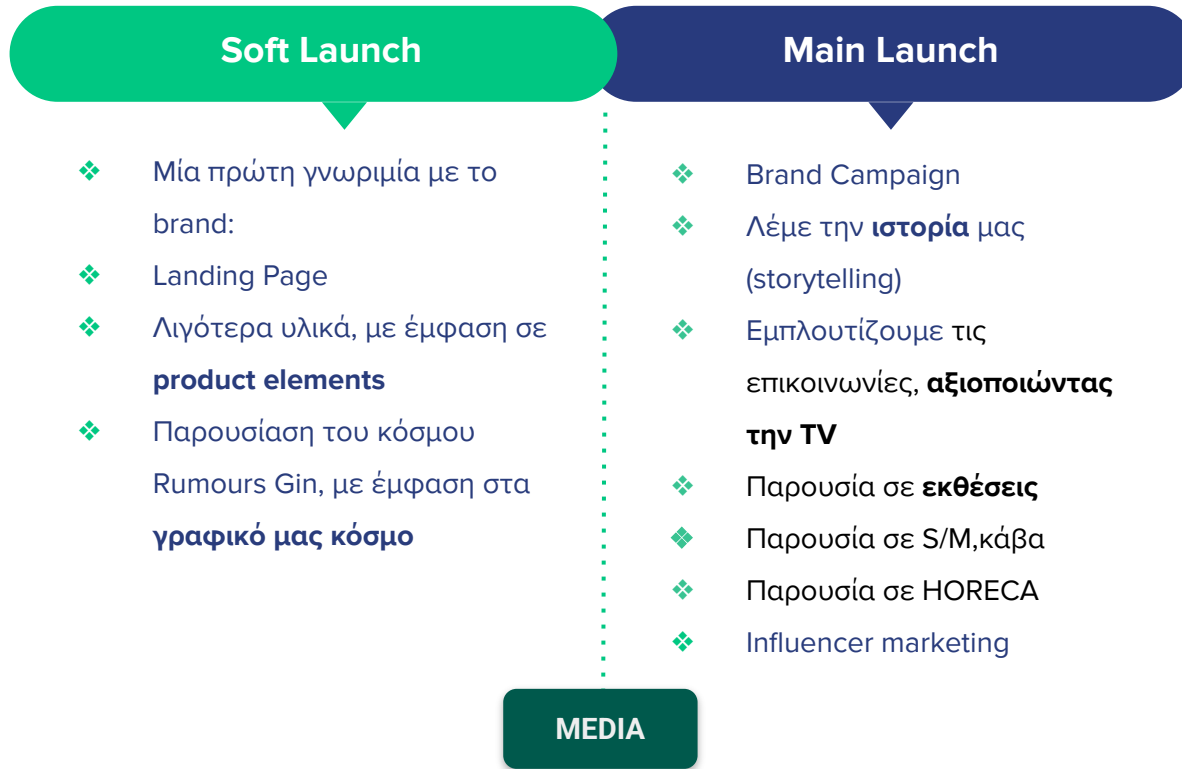 Soft Launch
Μία πρώτη γνωριμία με το
brand:
Landing Page
Λιγότερα υλικά, με έμφαση σε
product elements
Παρουσίαση του κόσμου
Rumours Gin, με έμφαση στα
γραφικό μας κόσμο
Main Launch
Brand Campaign
Λέμε την ιστορία μας
(storytelling)
Εμπλουτίζουμε τις
επικοινωνίες, αξιοποιώντας
την TV
Παρουσία σε εκθέσεις
Παρουσία σε S/M,κάβα
Παρουσία σε HORECA
Influencer marketing
MEDIA